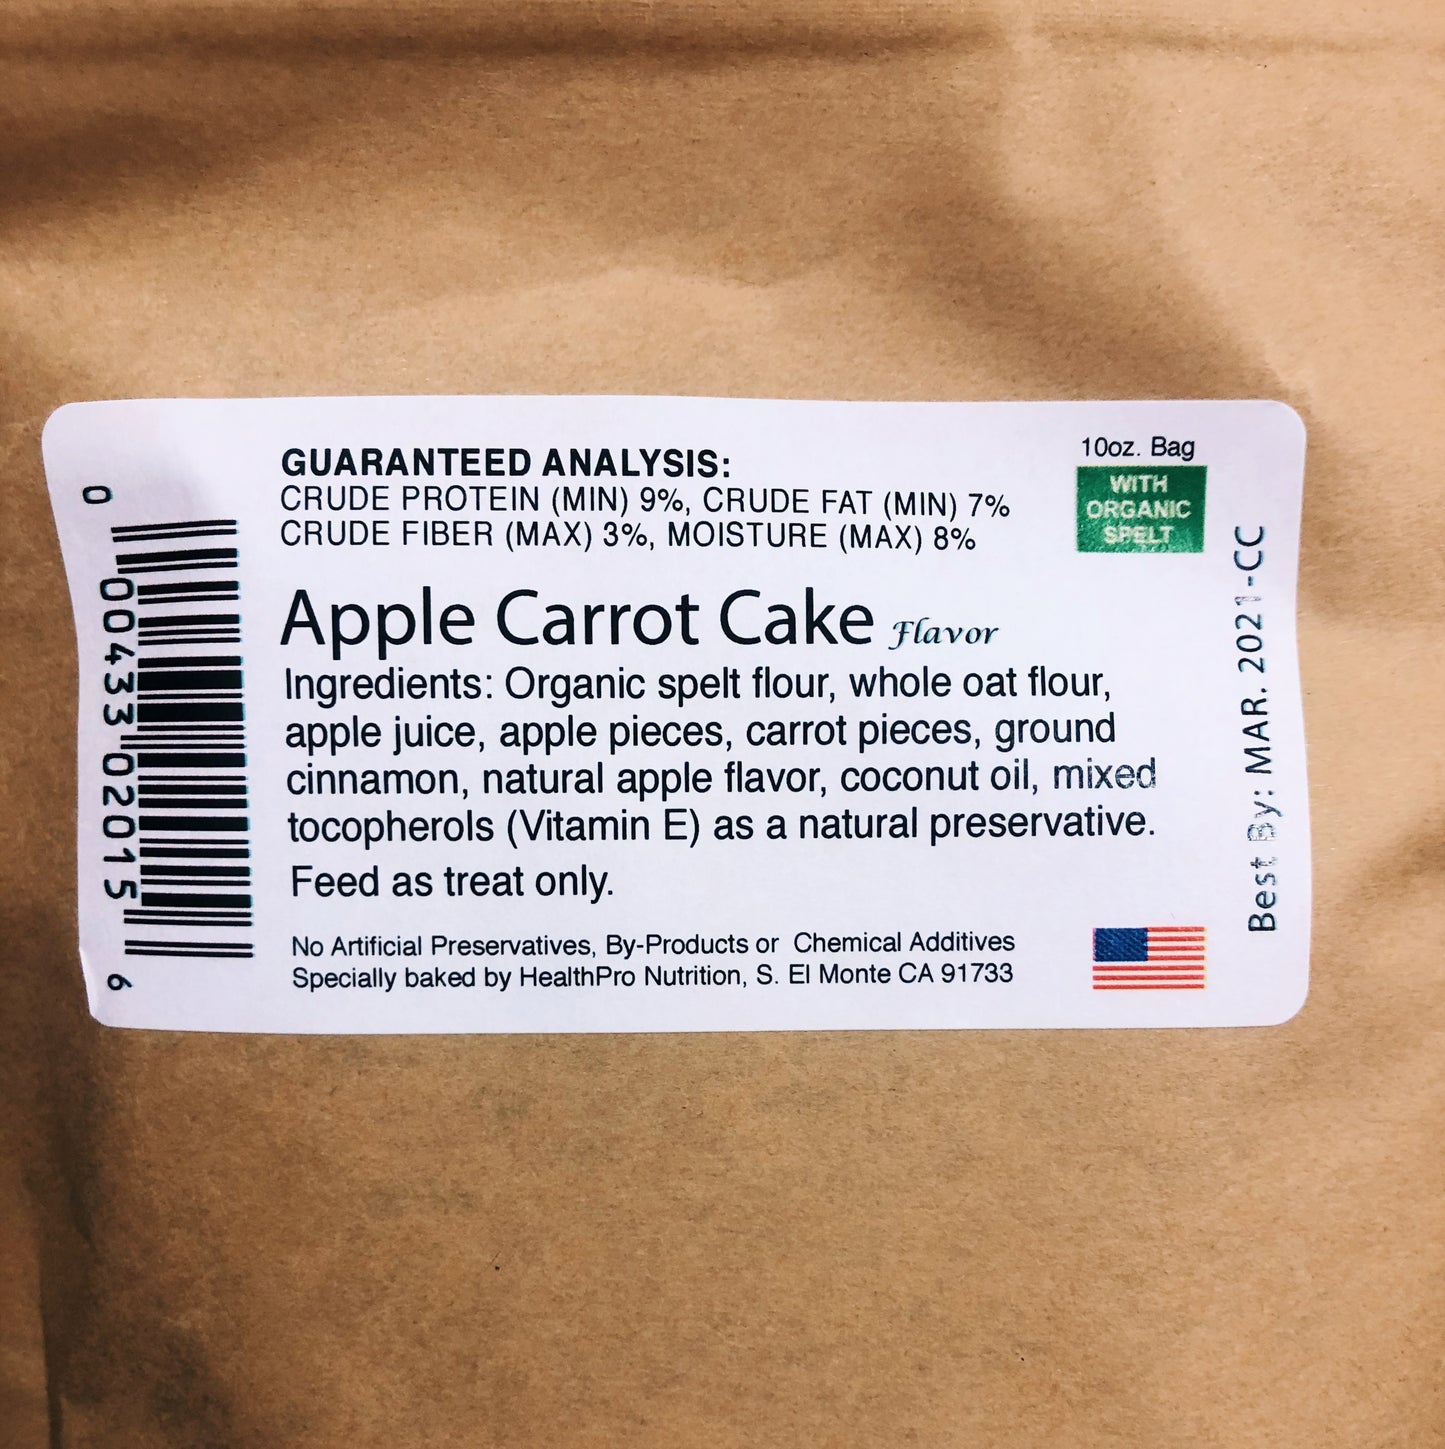 GUARANTEED ANALYSIS:
CRUDE PROTEIN (MIN) 9%, CRUDE FAT (MIN) 7%
CRUDE FIBER (MAX) 3%, MOISTURE (MAX) 8%
10oz. Bag
WITH
ORGANIC
SPELT
Apple Carrot Cake Flavor
Ingredients: Organic spelt flour, whole oat flour,
apple juice, apple pieces, carrot pieces, ground
cinnamon, natural apple flavor, coconut oil, mixed
tocopherols (Vitamin E) as a natural preservative.
Feed as treat only.
No Artificial Preservatives, By-Products or Chemical Additives
Specially baked by HealthPro Nutrition, S. El Monte CA 91733
0 00433 02015 6
Best By: MAR. 2021-CC